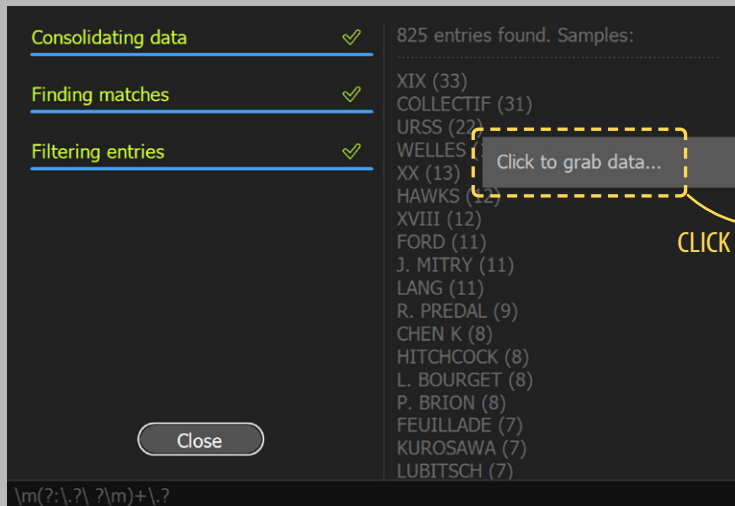 Consolidating data
Finding matches
Filtering entries
Close
825 entries found. Samples:
XIX (33)
COLLECTIF (31)
URSS (22)
WELLES
XX (13)
HAWKS (12)
XVIII (12)
FORD (11)
J. MITRY (11)
LANG (11)
R. PREDAL (9)
CHEN K (8)
HITCHCOCK (8)
L. BOURGET (8)
P. BRION (8)
FEUILLADE (7)
KUROSAWA (7)
LUBITSCH (7)
Click to grab data...
CLICK
\m(?:\.?\ ?\m)+\.?